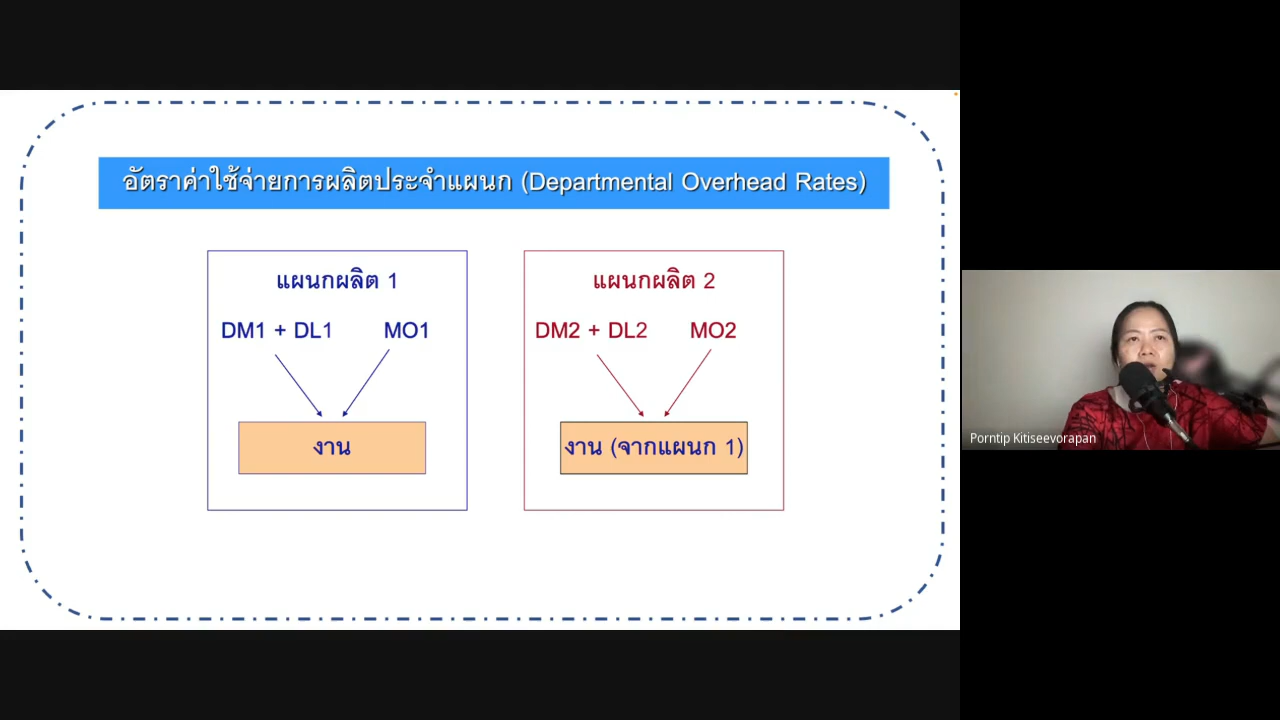 อัตราค่าใช้จ่ายการผลิตประจำแผนก (Departmental Overhead Rates)
แผนกผลิต 1
DM1 + DL1 MO1
งาน
แผนกผลิต 2
DM2 + DL2 MO2
งาน (จากแผนก 1)
Porntip Kitiseevorapan